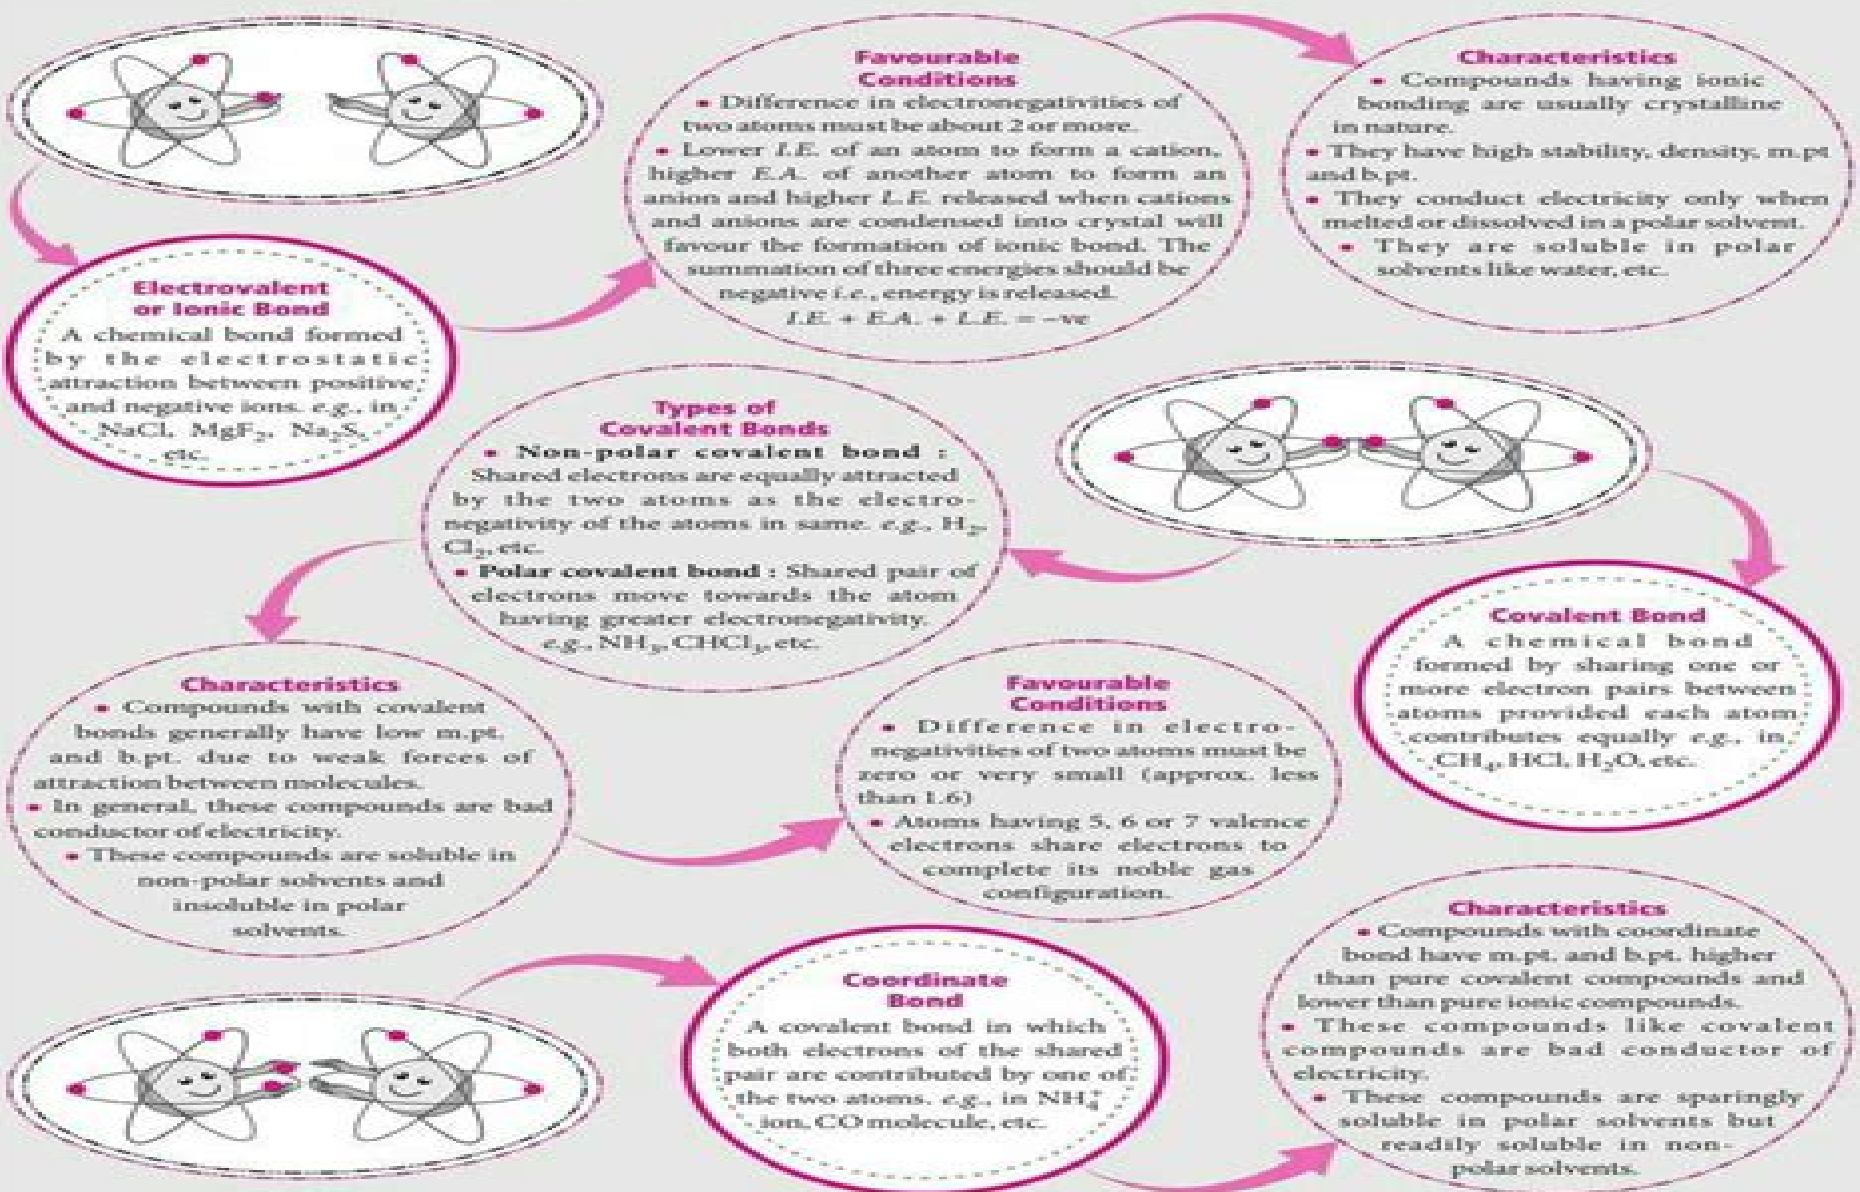 Favourable
Conditions
• Difference in electronegativities of
two atoms must be about 2 or more.
• Lower I.E. of an atom to form a cation,
higher E.A. of another atom to form an
anion and higher L.E. released when cations
and anions are condensed into crystal will
favour the formation of ionic bond. The
summation of three energies should be
negative i.e., energy is released.
I.E. + E.A. + L.E. = –ve
Characteristics
• Compounds having ionic
bonding are usually crystalline
in nature.
• They have high stability, density, m.pt
and b.pt.
• They conduct electricity only when
melted or dissolved in a polar solvent.
• They are soluble in polar
solvents like water, etc.
Electrovalent
or Ionic Bond
A chemical bond formed
by the electrostatic
attraction between positive
and negative ions. e.g., in
NaCl, MgF₂, Na₂S,
etc.
Types of
Covalent Bonds
• Non-polar covalent bond :
Shared electrons are equally attracted
by the two atoms as the electro-
negativity of the atoms in same. e.g., H₂,
Cl₂, etc.
• Polar covalent bond : Shared pair of
electrons move towards the atom
having greater electronegativity.
e.g., NH₃, CHCl₃, etc.
Covalent Bond
A chemical bond
formed by sharing one or
more electron pairs between
atoms provided each atom
contributes equally e.g., in
CH₄, HCl, H₂O, etc.
Characteristics
• Compounds with covalent
bonds generally have low m.pt.
and b.pt. due to weak forces of
attraction between molecules.
• In general, these compounds are bad
conductor of electricity.
• These compounds are soluble in
non-polar solvents and
insoluble in polar
solvents.
Favourable
Conditions
• Difference in electro-
negativities of two atoms must be
zero or very small (approx. less
than 1.6)
• Atoms having 5, 6 or 7 valence
electrons share electrons to
complete its noble gas
configuration.
Coordinate
Bond
A covalent bond in which
both electrons of the shared
pair are contributed by one of
the two atoms. e.g., in NH₄⁺
ion, CO molecule, etc.
Characteristics
• Compounds with coordinate
bond have m.pt. and b.pt. higher
than pure covalent compounds and
lower than pure ionic compounds.
• These compounds like covalent
compounds are bad conductor of
electricity.
• These compounds are sparingly
soluble in polar solvents but
readily soluble in non-
polar solvents.